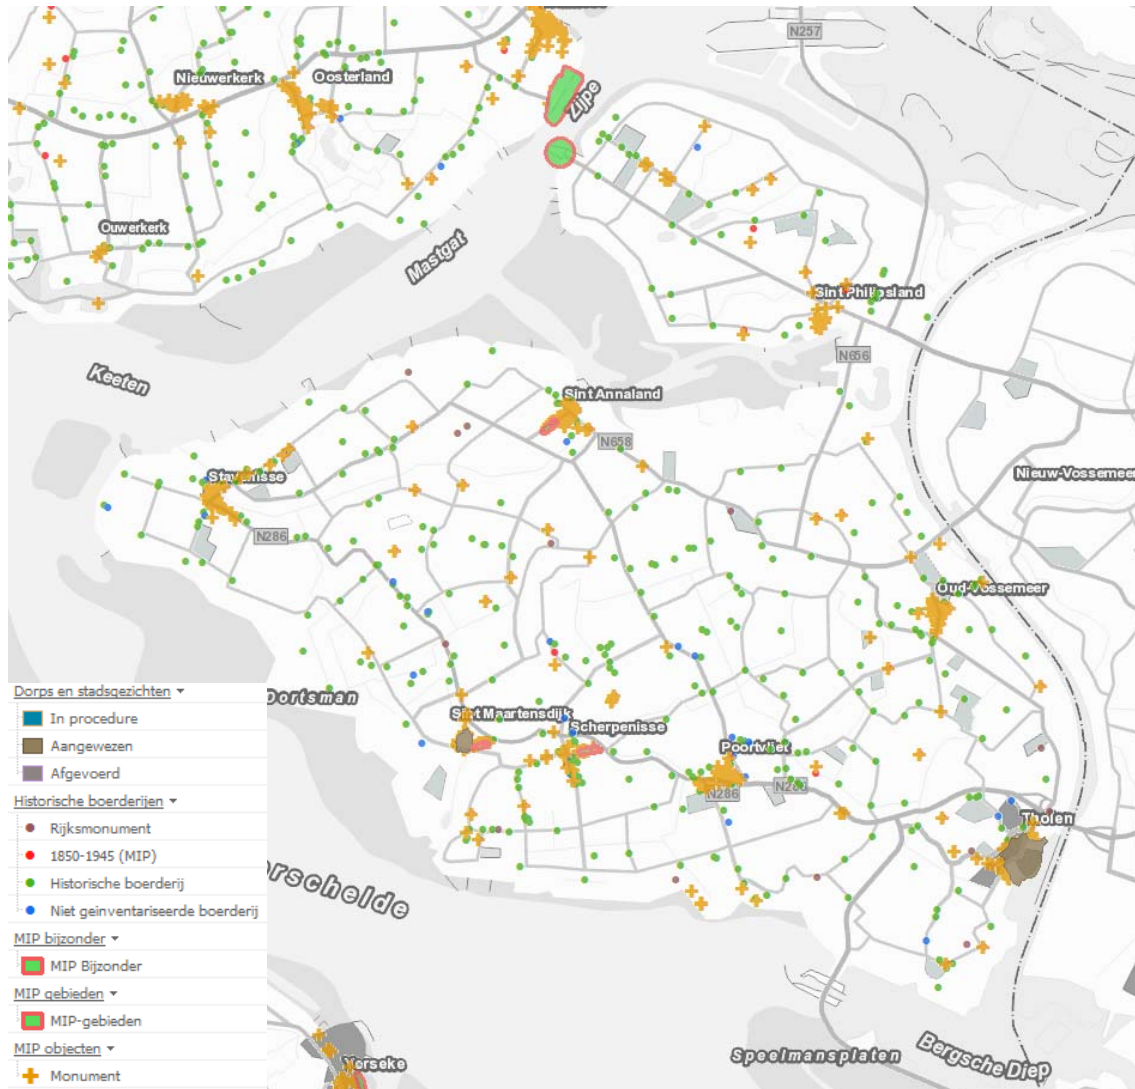 N257
Nieuwerkerk
Oosterland
Zijpe
Ouwerkerk
Mastgat
Sint Philipsland
Keeten
N656
Sint Annaland
N658
Stavenisse
Nieuw-Vossemeer
N286
Oud-Vossemeer
Dortsman
Sint Maartensdijk
Scherpenisse
Poortvliet
N286
Tholen
orschelde
Dorps en stadsgezichten
In procedure
Aangewezen
Afgevoerd
Historische boerderijen
Rijksmonument
1850-1945 (MIP)
Historische boerderij
Niet geinventariseerde boerderij
MIP bijzonder
MIP Bijzonder
MIP gebieden
MIP-gebieden
MIP objecten
Monument
Yerseke
Speelmansplaten
Bergsche Diep